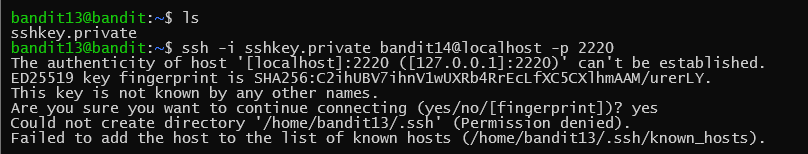 bandit13@bandit:~$ ls
sshkey.private
bandit13@bandit:~$ ssh -i sshkey.private bandit14@localhost -p 2220
The authenticity of host '[localhost]:2220 ([127.0.0.1]:2220)' can't be established.
ED25519 key fingerprint is SHA256:C2ihUBV7ihnV1wUXRb4RrEcLfXC5CXlhmAAM/urerLY.
This key is not known by any other names.
Are you sure you want to continue connecting (yes/no/[fingerprint])? yes
Could not create directory '/home/bandit13/.ssh' (Permission denied).
Failed to add the host to the list of known hosts (/home/bandit13/.ssh/known_hosts).